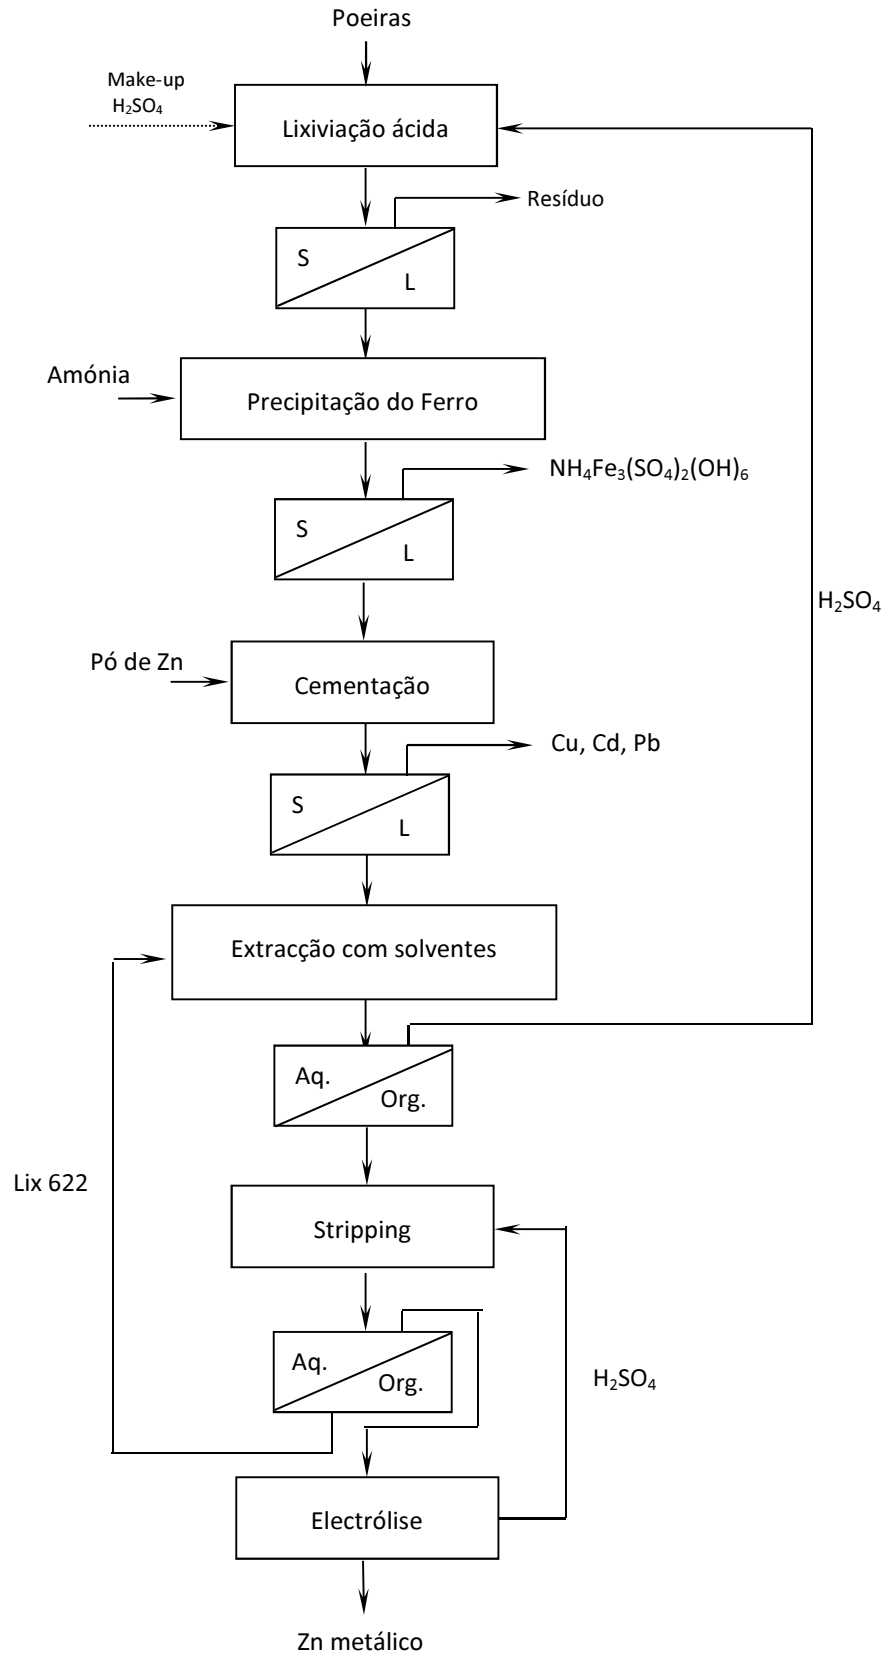 Poeiras
Make-up
H₂SO₄
Lixiviação ácida
Resíduo
S
L
Amónia
Precipitação do Ferro
NH₄Fe₃(SO₄)₂(OH)₆
S
L
H₂SO₄
Pó de Zn
Cementação
Cu, Cd, Pb
S
L
Extracção com solventes
Aq.
Org.
Lix 622
Stripping
Aq.
Org.
H₂SO₄
Electrólise
Zn metálico